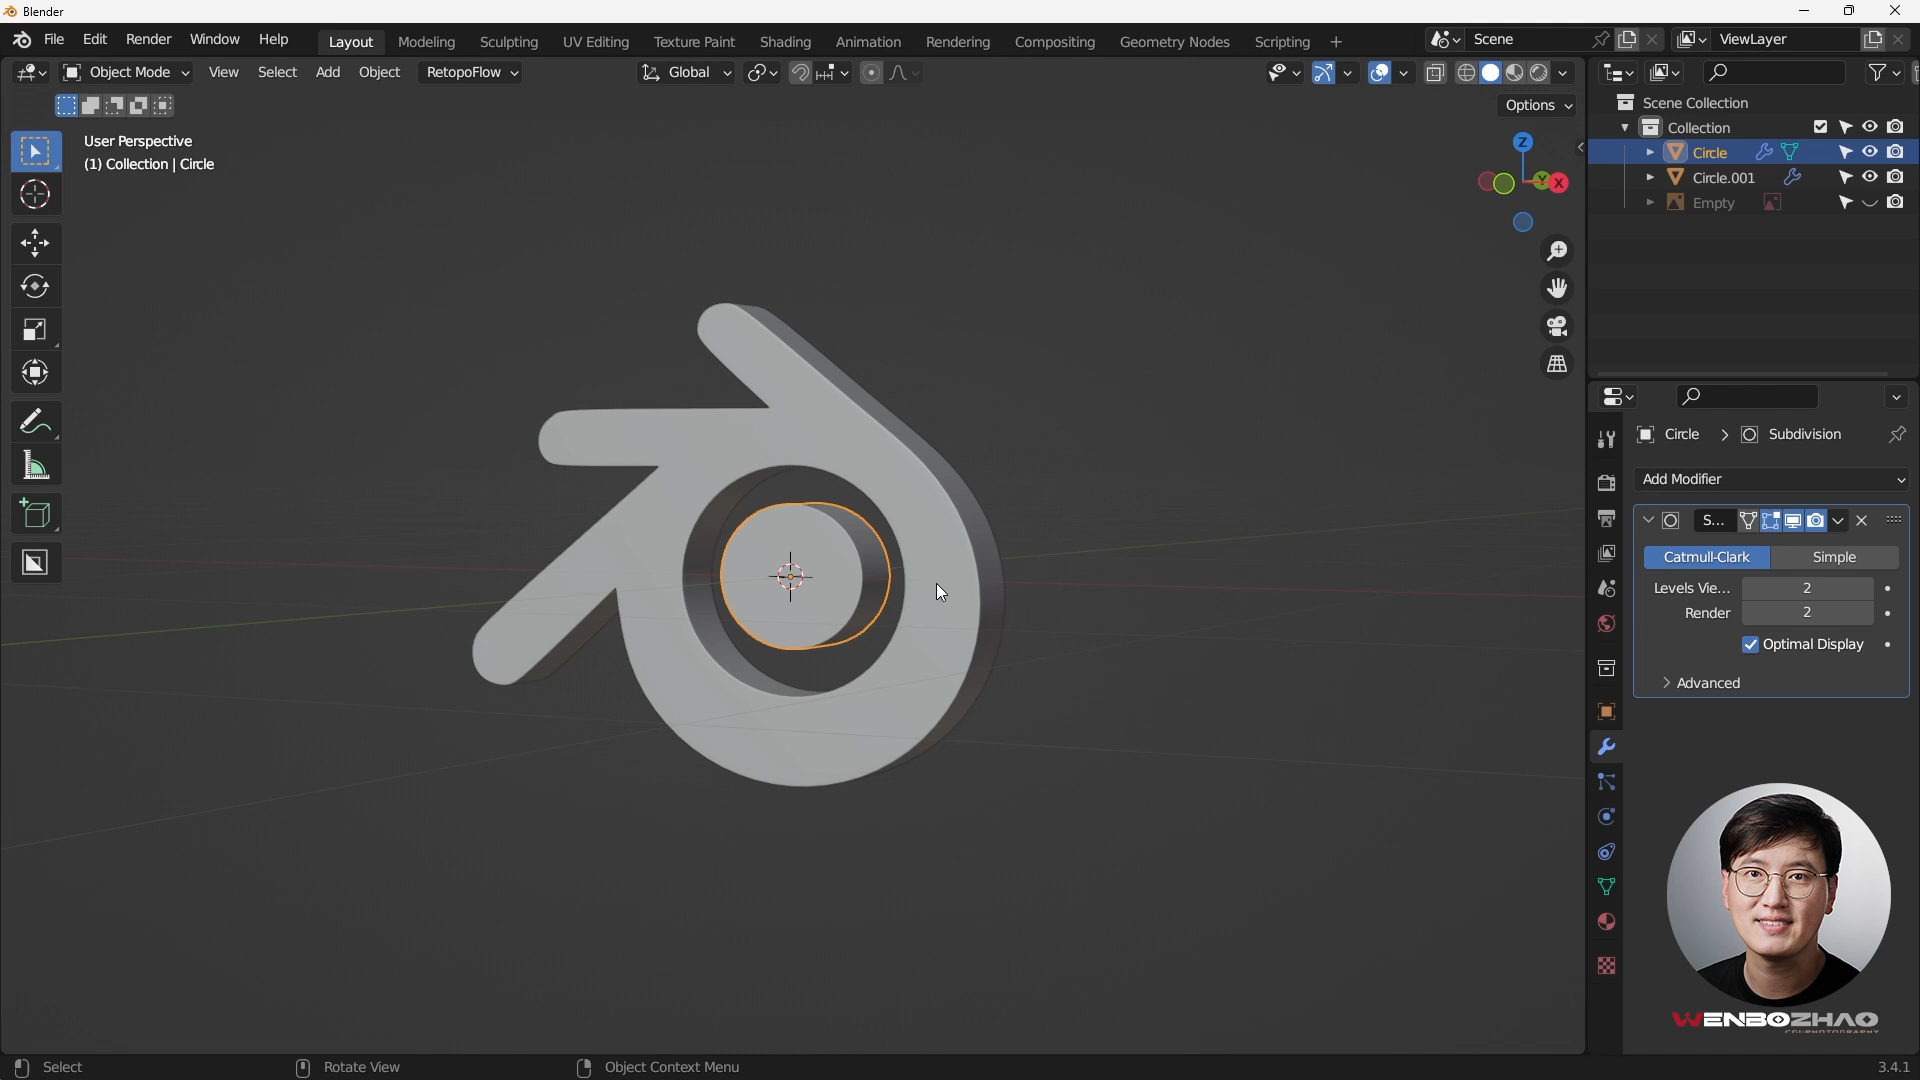 Blender
File Edit Render Window Help Layout Modeling Sculpting UV Editing Texture Paint Shading Animation Rendering Compositing Geometry Nodes Scripting + Scene ViewLayer
Object Mode View Select Add Object RetopoFlow Global
Options
User Perspective
(1) Collection | Circle
Z
Y
X
Scene Collection
Collection
Circle
Circle.001
Empty
Circle > Subdivision
Add Modifier
S...
Catmull-Clark Simple
Levels Vie... 2
Render 2
Optimal Display
Advanced
WENBOZHAO
Select Rotate View Object Context Menu 3.4.1